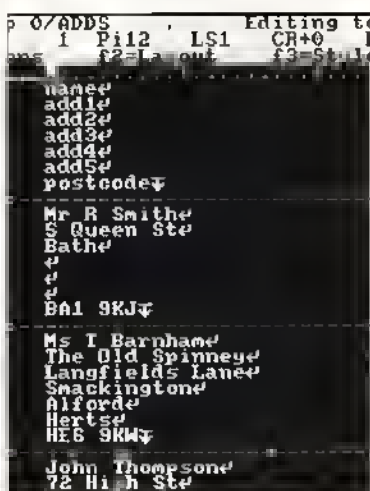 0/ADDS , Editing
1 Pi12 LS1 CR+0
f2=Layout f3=Style
name↵
add1↵
add2↵
add3↵
add4↵
add5↵
postcode↧
Mr R Smith↵
S Queen St↵
Bath↵
↵
↵
↵
BA1 9KJ↧
Ms T Barnham↵
The Old Spinney↵
Langfields Lane↵
Smackington↵
Alford↵
Herts↵
HE6 9KW↧
John Thompson↵
72 High St↵